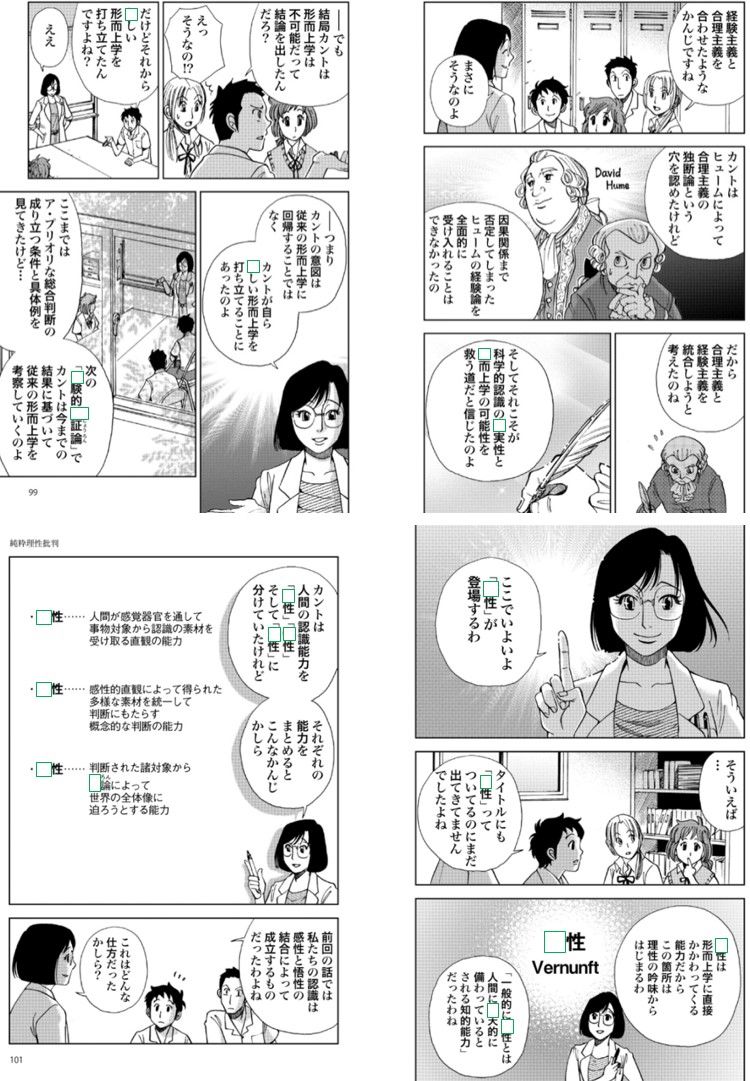 経験主義と
合理主義を
合わせたような
かんじですね
まさに
そうなのよ
カントは
ヒュームによって
合理主義の
独断論という
穴を認めたけれど
David
Hume
因果関係まで
否定してしまった
ヒュームの経験論を
全面的に
受け入れることは
できなかったの
だから
合理主義と
経験主義を
統合しようと
考えたのね
そしてそれこそが
科学的認識の□実性と
□而上学の可能性を
救う道だと信じたのよ
──でも
結局カントは
形而上学は
不可能だって
結論を出したん
だろ?
えっ
そうなの!?
だけどそれから
□しい
形而上学を
打ち立てたん
ですよね?
ええ
──つまり
カントの意図は
従来の形而上学に
回帰することでは
なく
カントが自ら
□しい形而上学を
打ち立てることに
あったのよ
ここまでは
ア・プリオリな総合判断の
成り立つ条件と具体例を
見てきたけど…
次の
「□験的□証論」で
カントは今までの
結果に基づいて
従来の形而上学を
考察していくのよ
99
ここでいよいよ
「□性」が
登場するわ
そういえば
…
タイトルにも
「□性」って
ついてるのにまだ
出てきてません
でしたよね
□性は
形而上学に直接
かかわってくる
能力だから
この箇所は
理性の吟味から
はじまるわ
□性
Vernunft
「一般的に□性とは
人間に□天的に
備わっていると
される知的能力」
だったわね
純粋理性批判
カントは
人間の認識能力を
「□性」「□性」
そして「□性」に
分けていたけれど
それぞれの
能力を
まとめると
こんなかんじ
かしら
・□性……人間が感覚器官を通して
事物対象から認識の素材を
受け取る直観の能力
・□性……感性的直観によって得られた
多様な素材を統一して
判断にもたらす
概念的な判断の能力
・□性……判断された諸対象から
□論によって
世界の全体像に
迫ろうとする能力
前回の話では
私たちの認識は
感性と悟性の
結合によって
成立するもの
だったわよね
これはどんな
仕方だった
かしら?
101